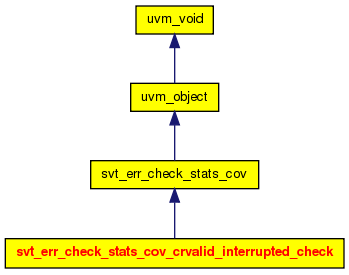 uvm_void
uvm_object
svt_err_check_stats_cov
svt_err_check_stats_cov_crvalid_interrupted_check